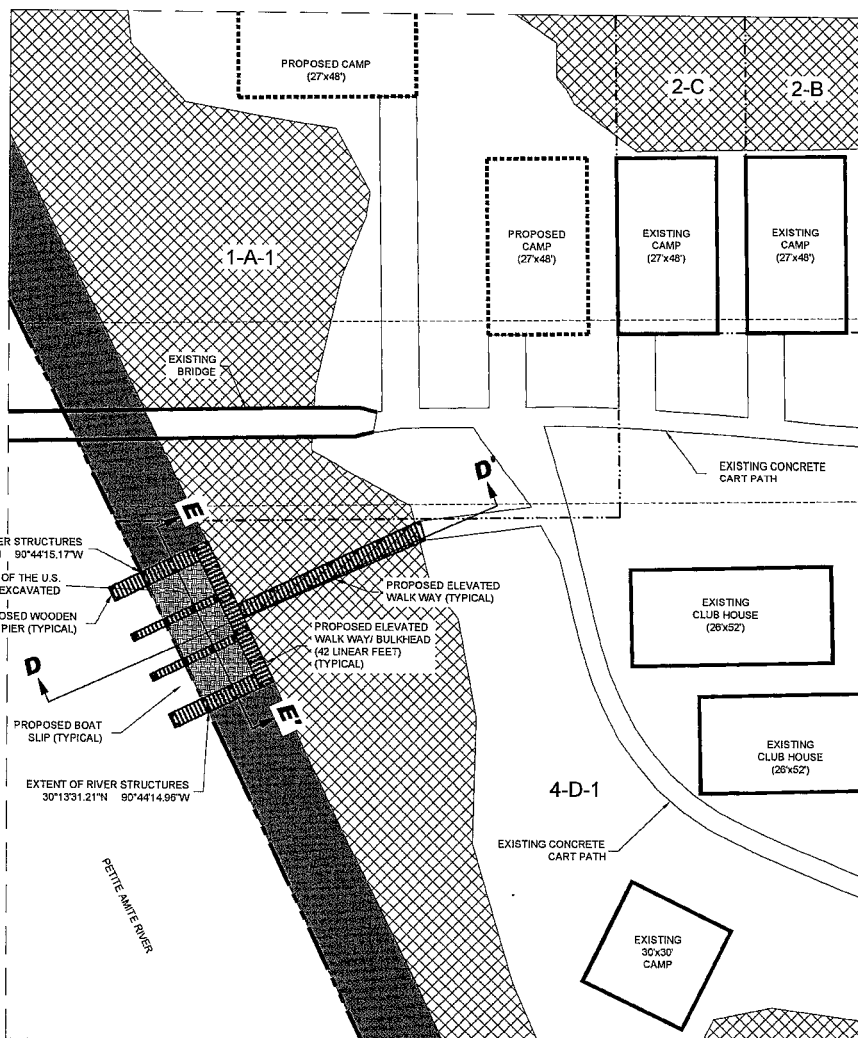 PROPOSED CAMP
(27'x48')
2-C
2-B
PROPOSED
CAMP
(27'x48')
EXISTING
CAMP
(27'x48')
EXISTING
CAMP
(27'x48')
1-A-1
EXISTING
BRIDGE
D'
EXISTING CONCRETE
CART PATH
E
STRUCTURES
90°44'15.17"W
OF THE U.S.
EXCAVATED
WOODEN
PIER (TYPICAL)
PROPOSED ELEVATED
WALK WAY (TYPICAL)
PROPOSED ELEVATED
WALK WAY/ BULKHEAD
(42 LINEAR FEET)
(TYPICAL)
EXISTING
CLUB HOUSE
(26'x52')
D
E'
PROPOSED BOAT
SLIP (TYPICAL)
EXISTING
CLUB HOUSE
(26'x52')
EXTENT OF RIVER STRUCTURES
30°13'31.21"N 90°44'14.96"W
4-D-1
EXISTING CONCRETE
CART PATH
PETITE AMITE RIVER
EXISTING
30'x30'
CAMP